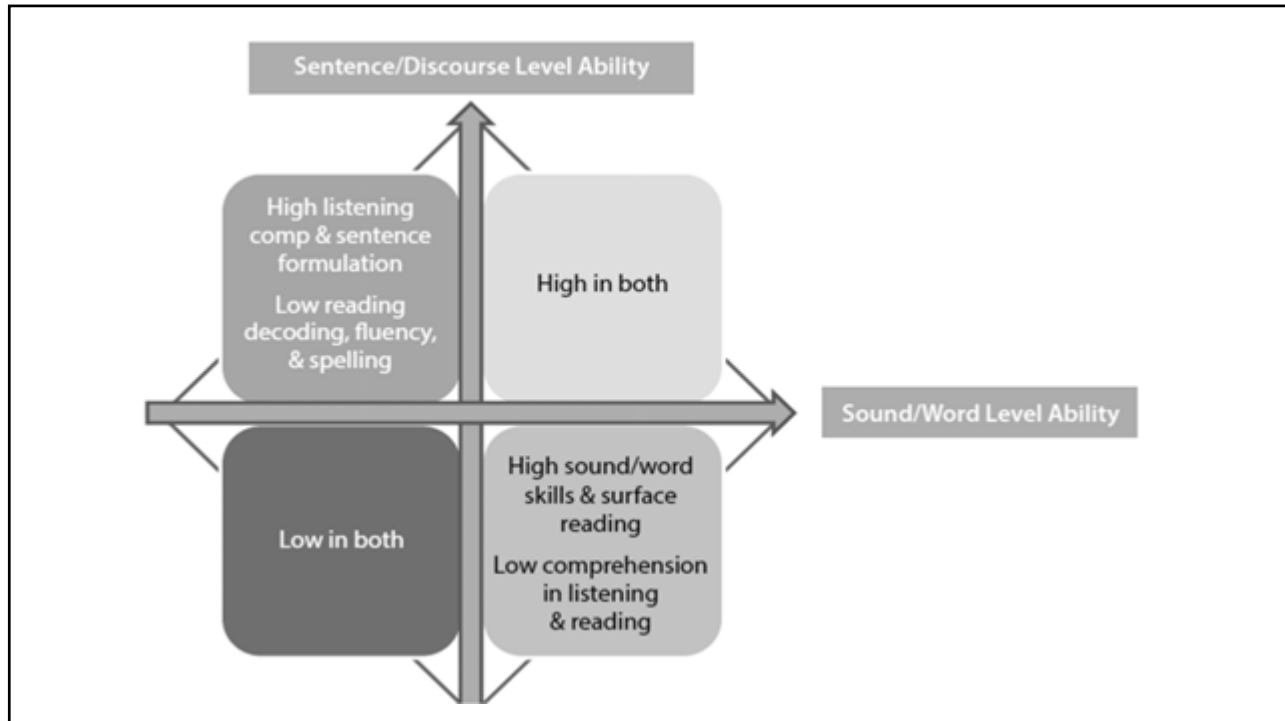 Sentence/Discourse Level Ability
High listening
comp & sentence
formulation
Low reading
decoding, fluency,
& spelling
High in both
Sound/Word Level Ability
Low in both
High sound/word
skills & surface
reading
Low comprehension
in listening
& reading